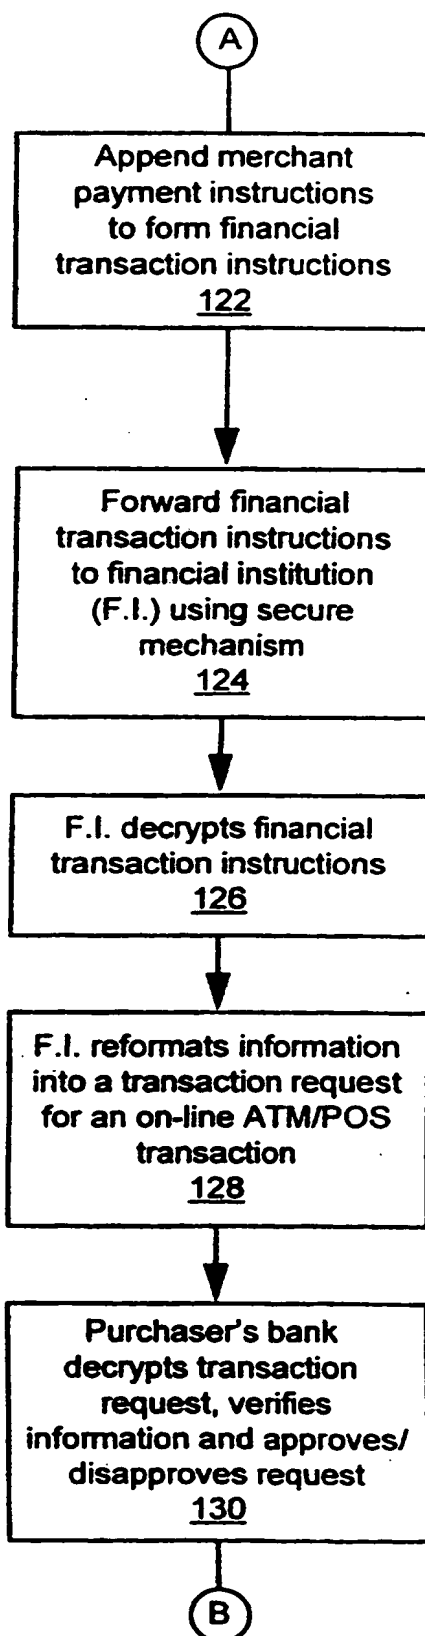 A
Append merchant
payment instructions
to form financial
transaction instructions
122
Forward financial
transaction instructions
to financial institution
(F.I.) using secure
mechanism
124
F.I. decrypts financial
transaction instructions
126
F.I. reformats information
into a transaction request
for an on-line ATM/POS
transaction
128
Purchaser's bank
decrypts transaction
request, verifies
information and approves/
disapproves request
130
B